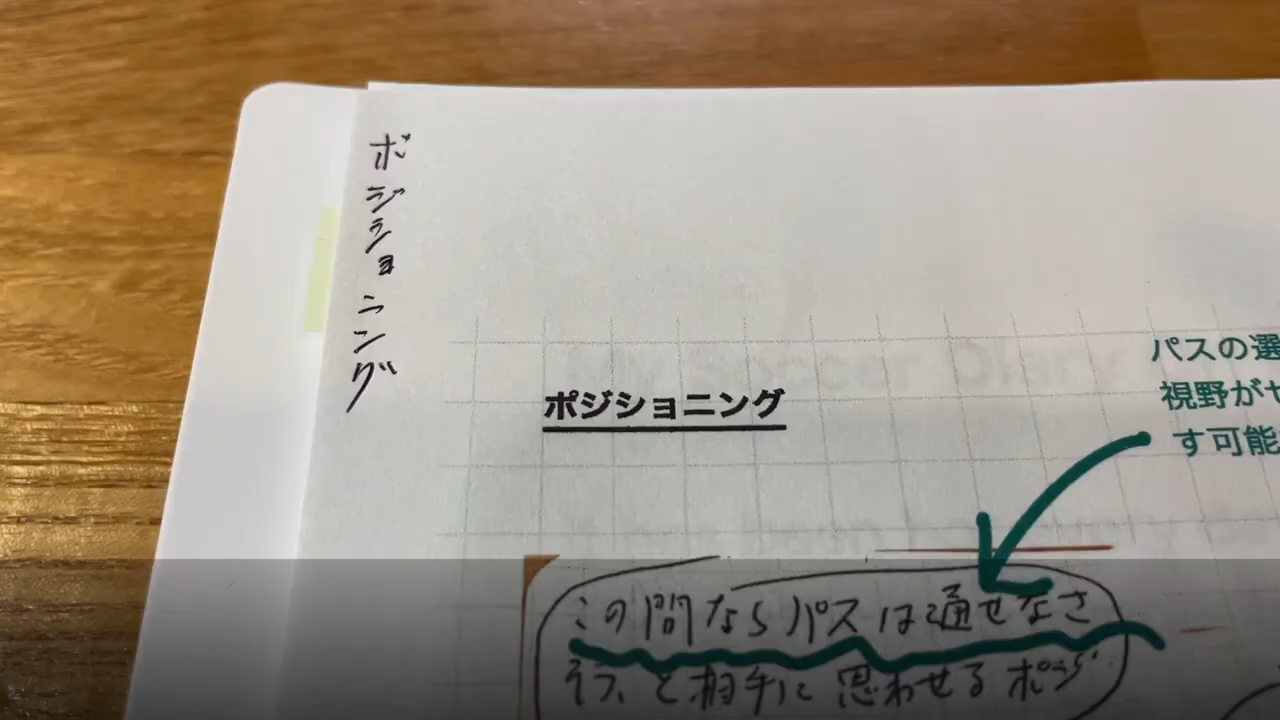 ポジショニング
ポジショニング
パスの選
視野がせ
す可能
この間ならパスは通せなさ
そう、と相手に思わせるポジ